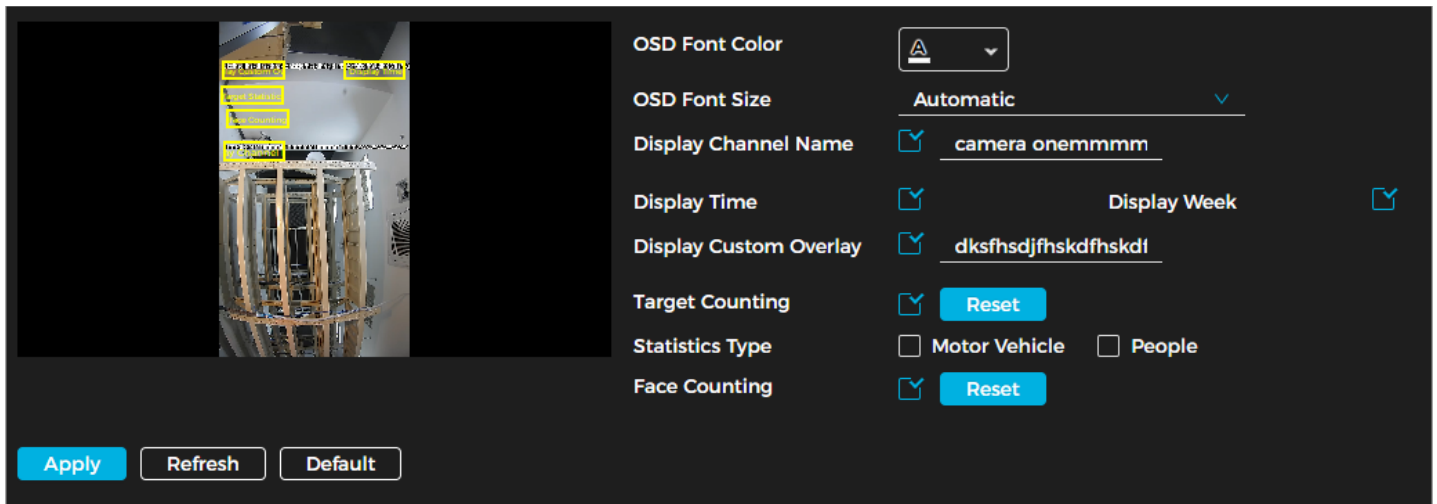 OSD Font Color
A
OSD Font Size Automatic
Display Channel Name camera onemmmm
Display Time Display Week
Display Custom Overlay dksfhsdjfhskdfhskdf
Target Counting Reset
Statistics Type Motor Vehicle People
Face Counting Reset
Display Time
Face Counting
Apply Refresh Default